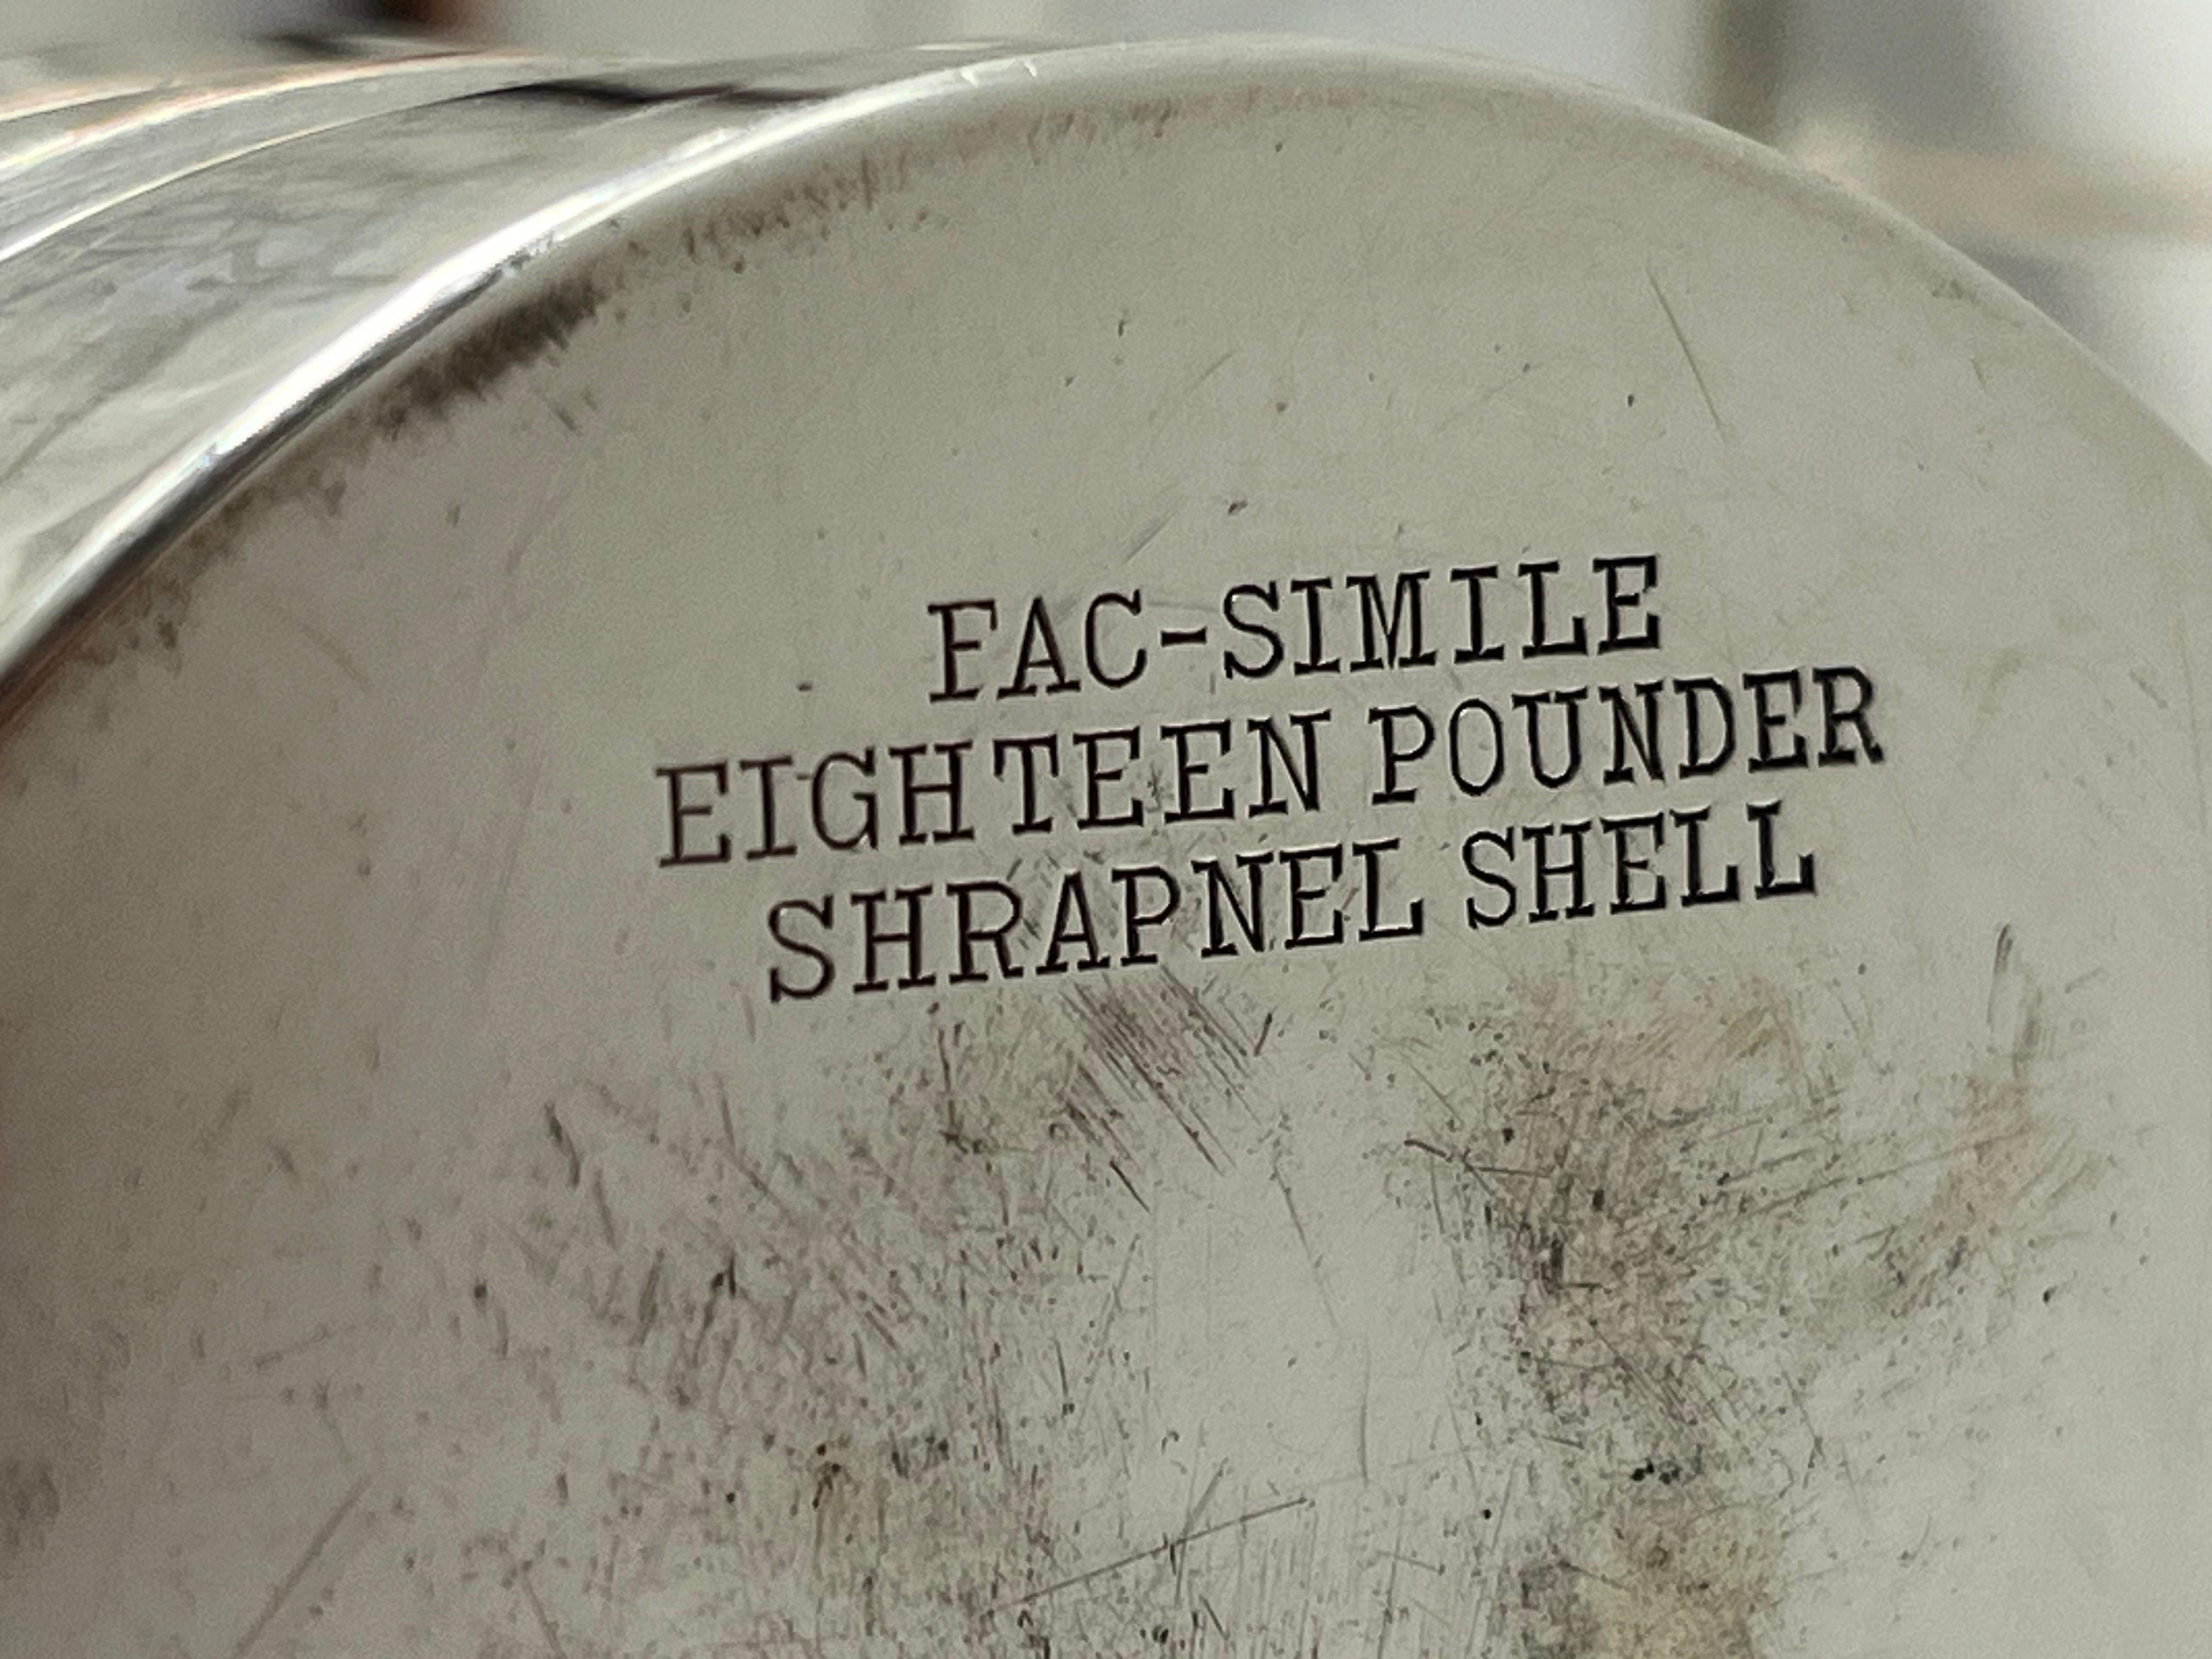 FAC-SIMILE
EIGHTEEN POUNDER
SHRAPNEL SHELL